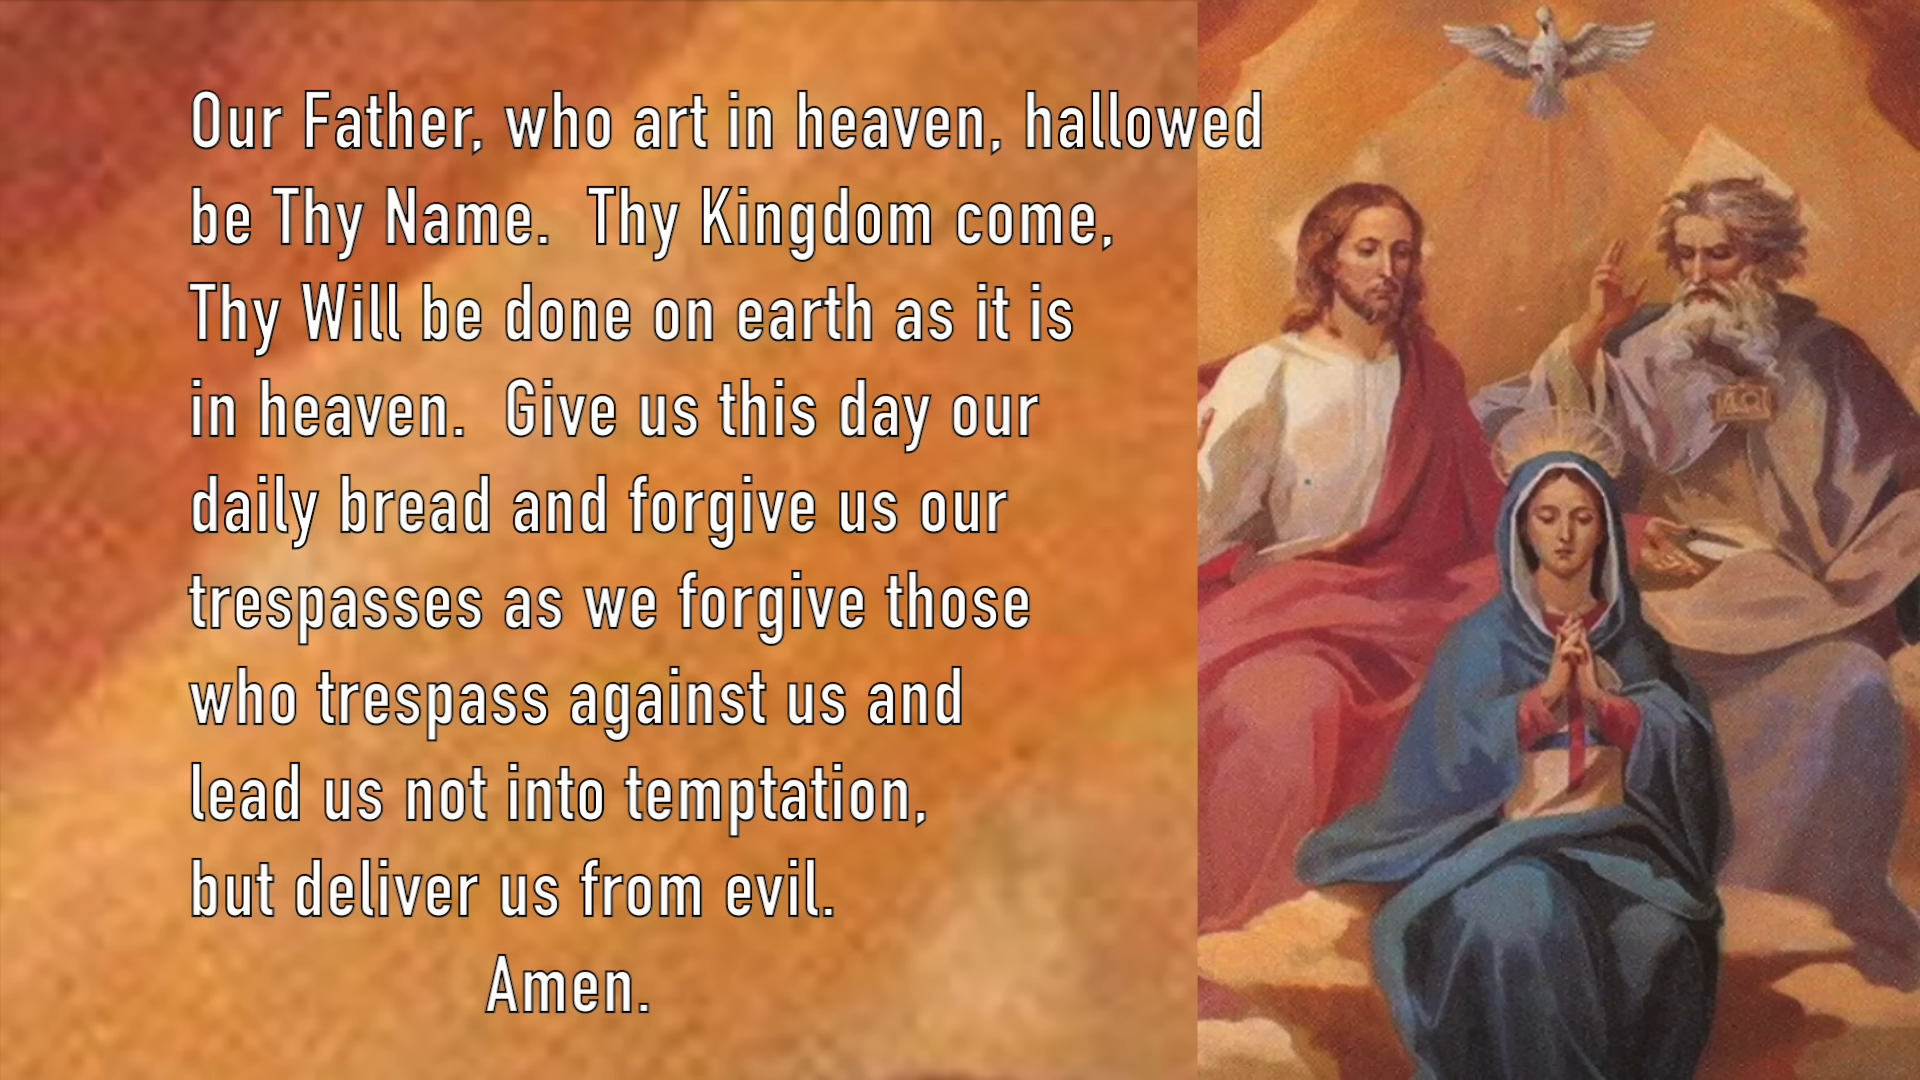 Our Father, who art in heaven, hallowed
be Thy Name.  Thy Kingdom come,
Thy Will be done on earth as it is
in heaven.  Give us this day our
daily bread and forgive us our
trespasses as we forgive those
who trespass against us and
lead us not into temptation,
but deliver us from evil.
Amen.